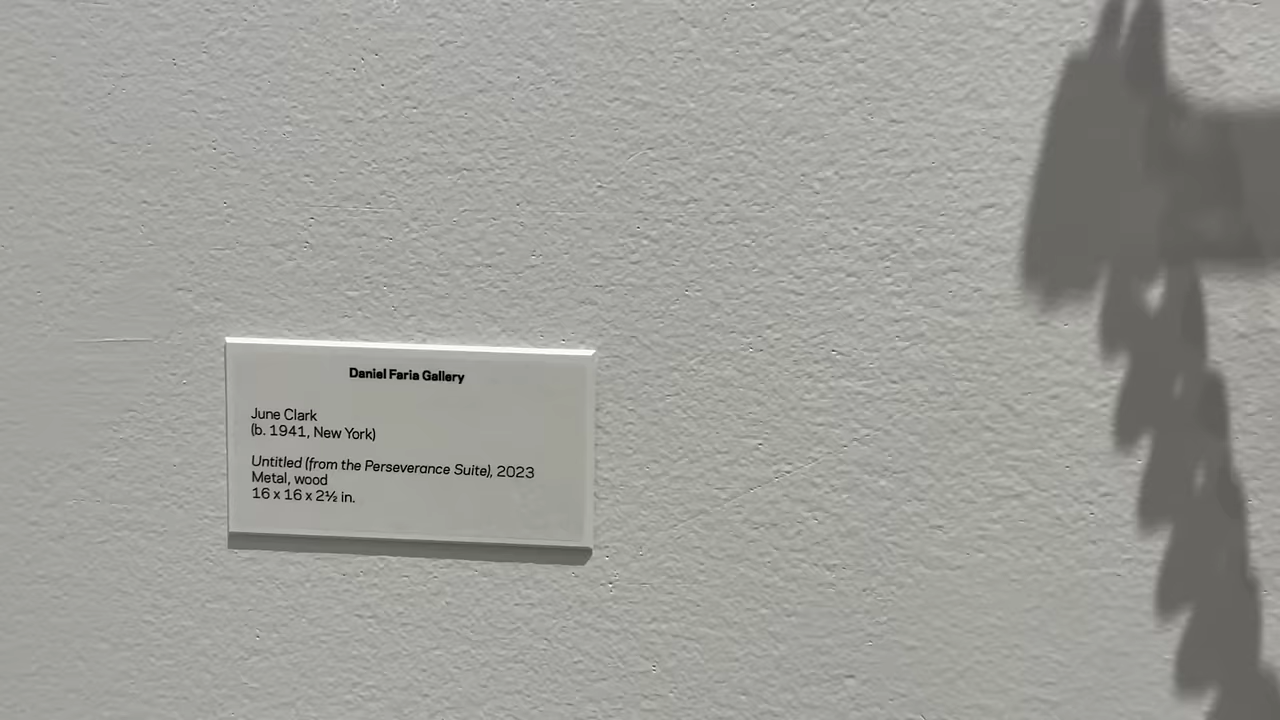 Daniel Faria Gallery
June Clark
(b. 1941, New York)
Untitled (from the Perseverance Suite), 2023
Metal, wood
16 x 16 x 2½ in.